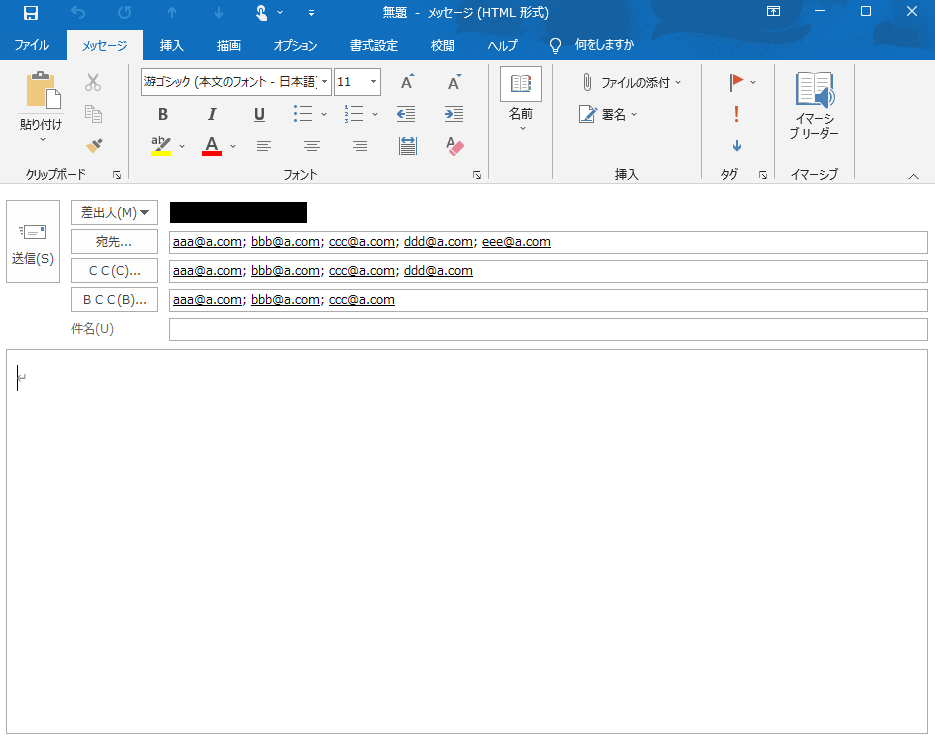 無題 - メッセージ (HTML 形式)
ファイル メッセージ 挿入 描画 オプション 書式設定 校閲 ヘルプ 何をしますか
游ゴシック (本文のフォント - 日本語) 11
貼り付け
B I U
ab A
クリップボード
フォント
名前
ファイルの添付
署名
挿入
タグ
イマーシ
ブ リーダー
イマーシブ
送信(S)
差出人(M)
宛先... aaa@a.com; bbb@a.com; ccc@a.com; ddd@a.com; eee@a.com
C C(C)... aaa@a.com; bbb@a.com; ccc@a.com; ddd@a.com
B C C(B)... aaa@a.com; bbb@a.com; ccc@a.com
件名(U)